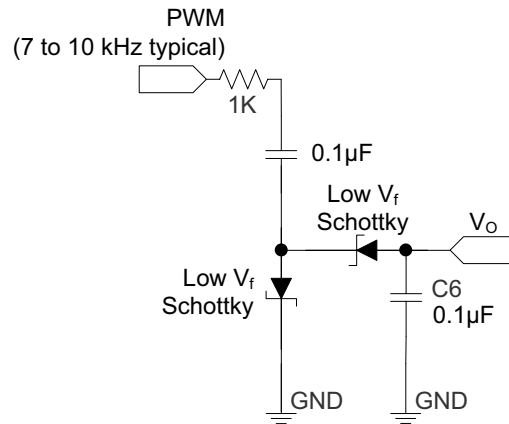 PWM
(7 to 10 kHz typical)
1K
0.1µF
Low Vf
Schottky
VO
Low Vf
Schottky
C6
0.1µF
GND
GND